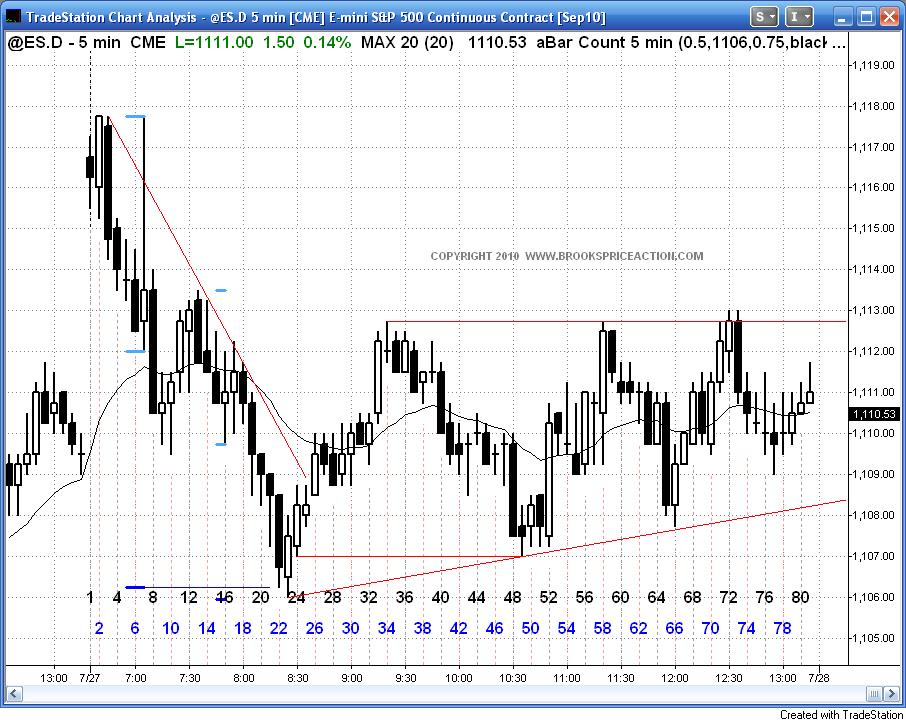 TradeStation Chart Analysis - @ES.D 5 min [CME] E-mini S&P 500 Continuous Contract [Sep10]
S
I
@ES.D - 5 min CME L=1111.00 1.50 0.14% MAX 20 (20) 1110.53 aBar Count 5 min (0.5,1106,0.75,black ...
1,119.00
1,118.00
1,117.00
1,116.00
1,115.00
COPYRIGHT 2010 WWW.BROOKSPRICEACTION.COM
1,114.00
1,113.00
1,112.00
1,111.00
1,110.53
1,110.00
1,109.00
1,108.00
1,107.00
1,106.00
1,105.00
1 4 8 12 16 20 24 28 32 36 40 44 48 52 56 60 64 68 72 76 80
2 6 10 14 18 22 26 30 34 38 42 46 50 54 58 62 66 70 74 78
13:00 7/27 7:00 7:30 8:00 8:30 9:00 9:30 10:00 10:30 11:00 11:30 12:00 12:30 13:00 7/28
Created with TradeStation